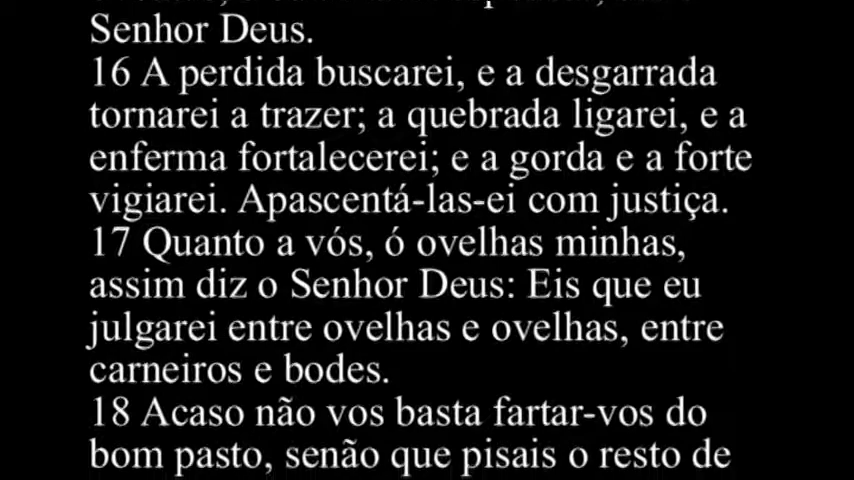 Senhor Deus.
16 A perdida buscarei, e a desgarrada
tornarei a trazer; a quebrada ligarei, e a
enferma fortalecerei; e a gorda e a forte
vigiarei. Apascentá-las-ei com justiça.
17 Quanto a vós, ó ovelhas minhas,
assim diz o Senhor Deus: Eis que eu
julgarei entre ovelhas e ovelhas, entre
carneiros e bodes.
18 Acaso não vos basta fartar-vos do
bom pasto, senão que pisais o resto de